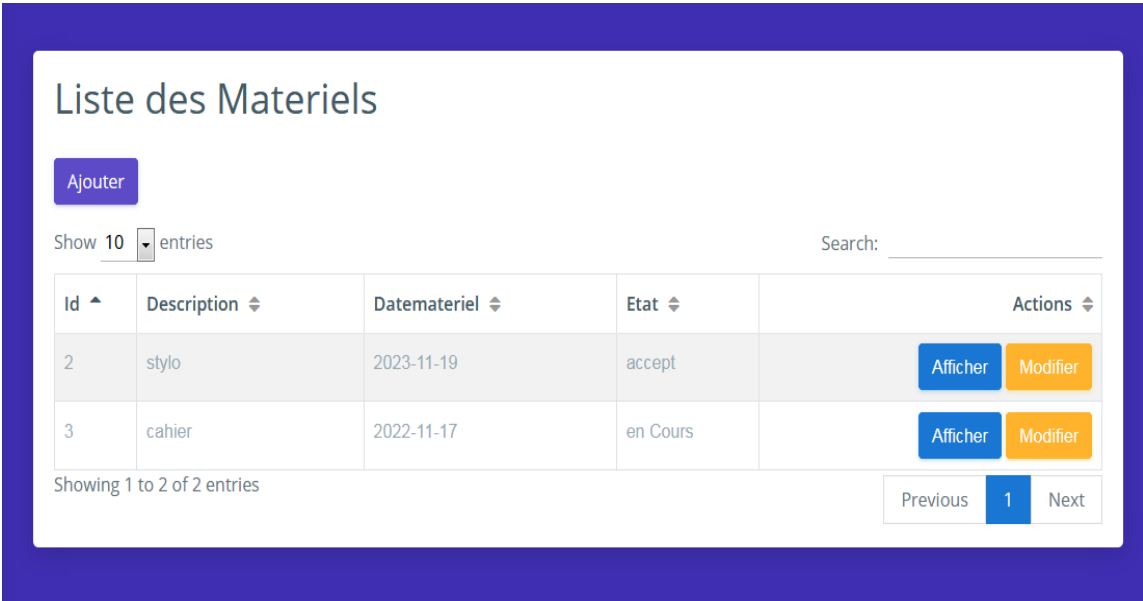 Liste des Materiels
Ajouter
Show 10 entries
Search:
Id Description Datemateriel Etat Actions
2 stylo 2023-11-19 accept Afficher Modifier
3 cahier 2022-11-17 en Cours Afficher Modifier
Showing 1 to 2 of 2 entries
Previous 1 Next